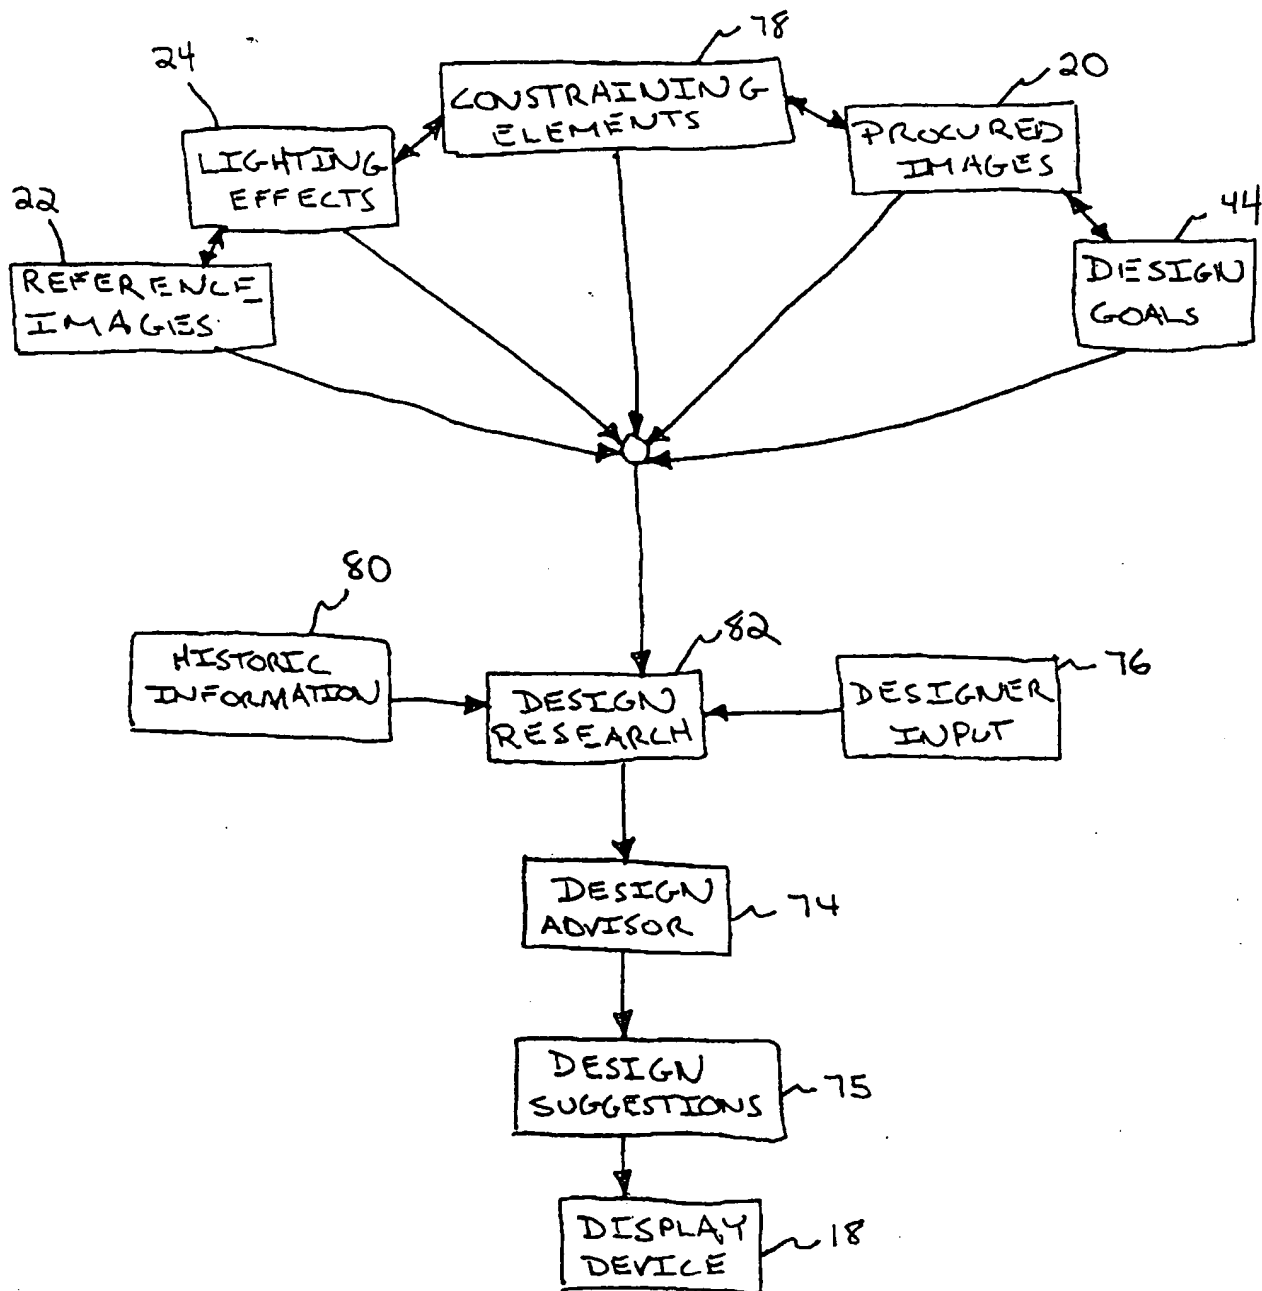 78
24
CONSTRAINING
ELEMENTS
20
PROCURED
IMAGES
LIGHTING
EFFECTS
22
44
REFERENCE
IMAGES
DESIGN
GOALS
80
82
HISTORIC
INFORMATION
DESIGN
RESEARCH
76
DESIGNER
INPUT
DESIGN
ADVISOR
74
DESIGN
SUGGESTIONS
75
DISPLAY
DEVICE
18